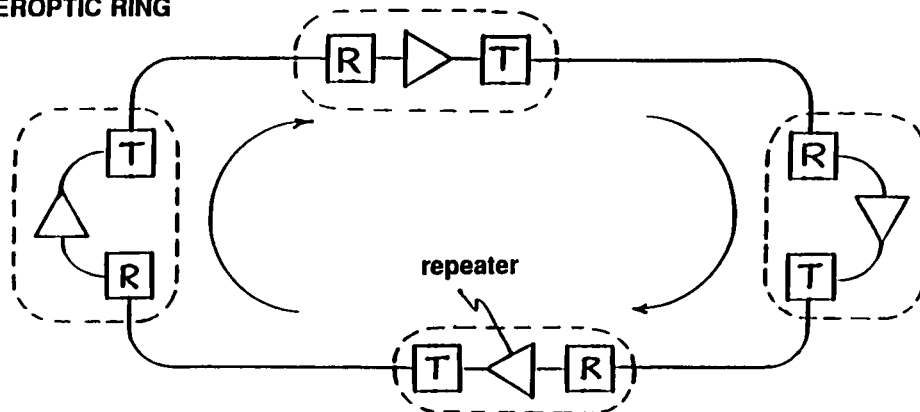 EROPTIC RING
R T
T R
repeater
R T
T R